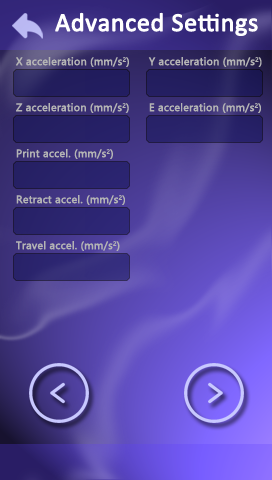 Advanced Settings
X acceleration (mm/s²) Y acceleration (mm/s²)
Z acceleration (mm/s²) E acceleration (mm/s²)
Print accel. (mm/s²)
Retract accel. (mm/s²)
Travel accel. (mm/s²)